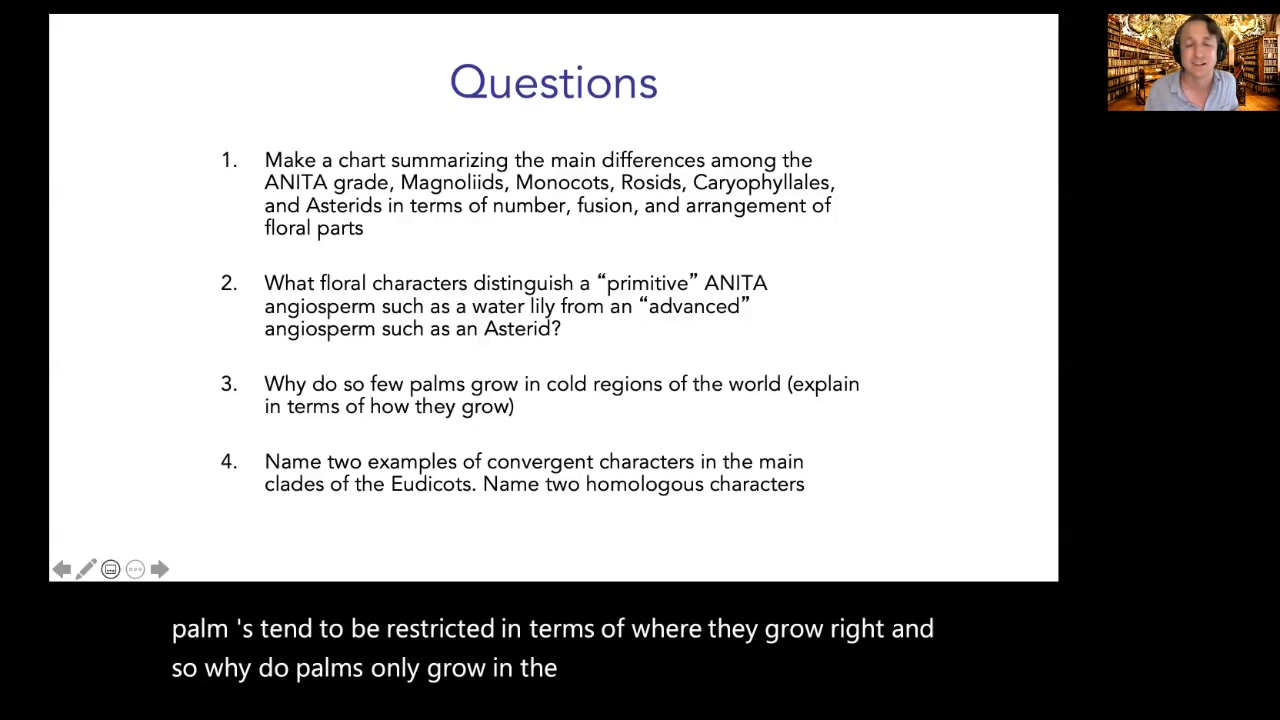 Questions
1. Make a chart summarizing the main differences among the
ANITA grade, Magnoliids, Monocots, Rosids, Caryophyllales,
and Asterids in terms of number, fusion, and arrangement of
floral parts
2. What floral characters distinguish a “primitive” ANITA
angiosperm such as a water lily from an “advanced”
angiosperm such as an Asterid?
3. Why do so few palms grow in cold regions of the world (explain
in terms of how they grow)
4. Name two examples of convergent characters in the main
clades of the Eudicots. Name two homologous characters
palm 's tend to be restricted in terms of where they grow right and
so why do palms only grow in the